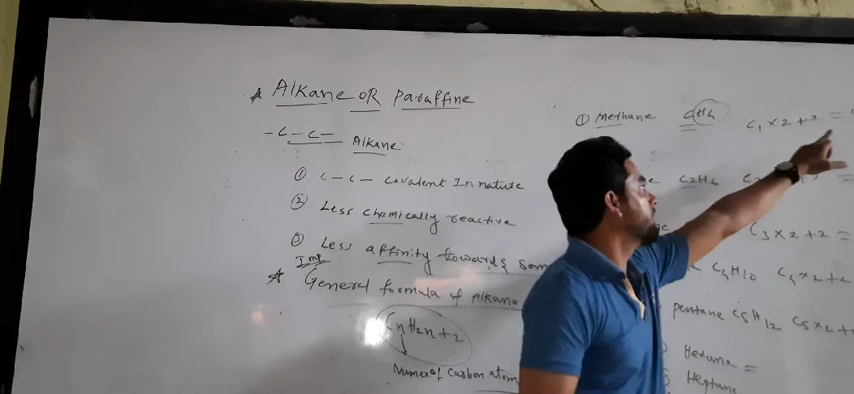 Alkane OR Paraffine
-C-C- Alkane
① C-C- covalent In nature
② Less chemically reactive
③ Less affinity towards Som
Imp
General formula of Alkane
CnH2n+2
Numer of carbon atom
① Methane CH4 C1×2+2 =
C2H6
C3×2+2 =
C4H10 C4×2+2
pentane C5H12 C5×2+2
Hexane =
Heptane